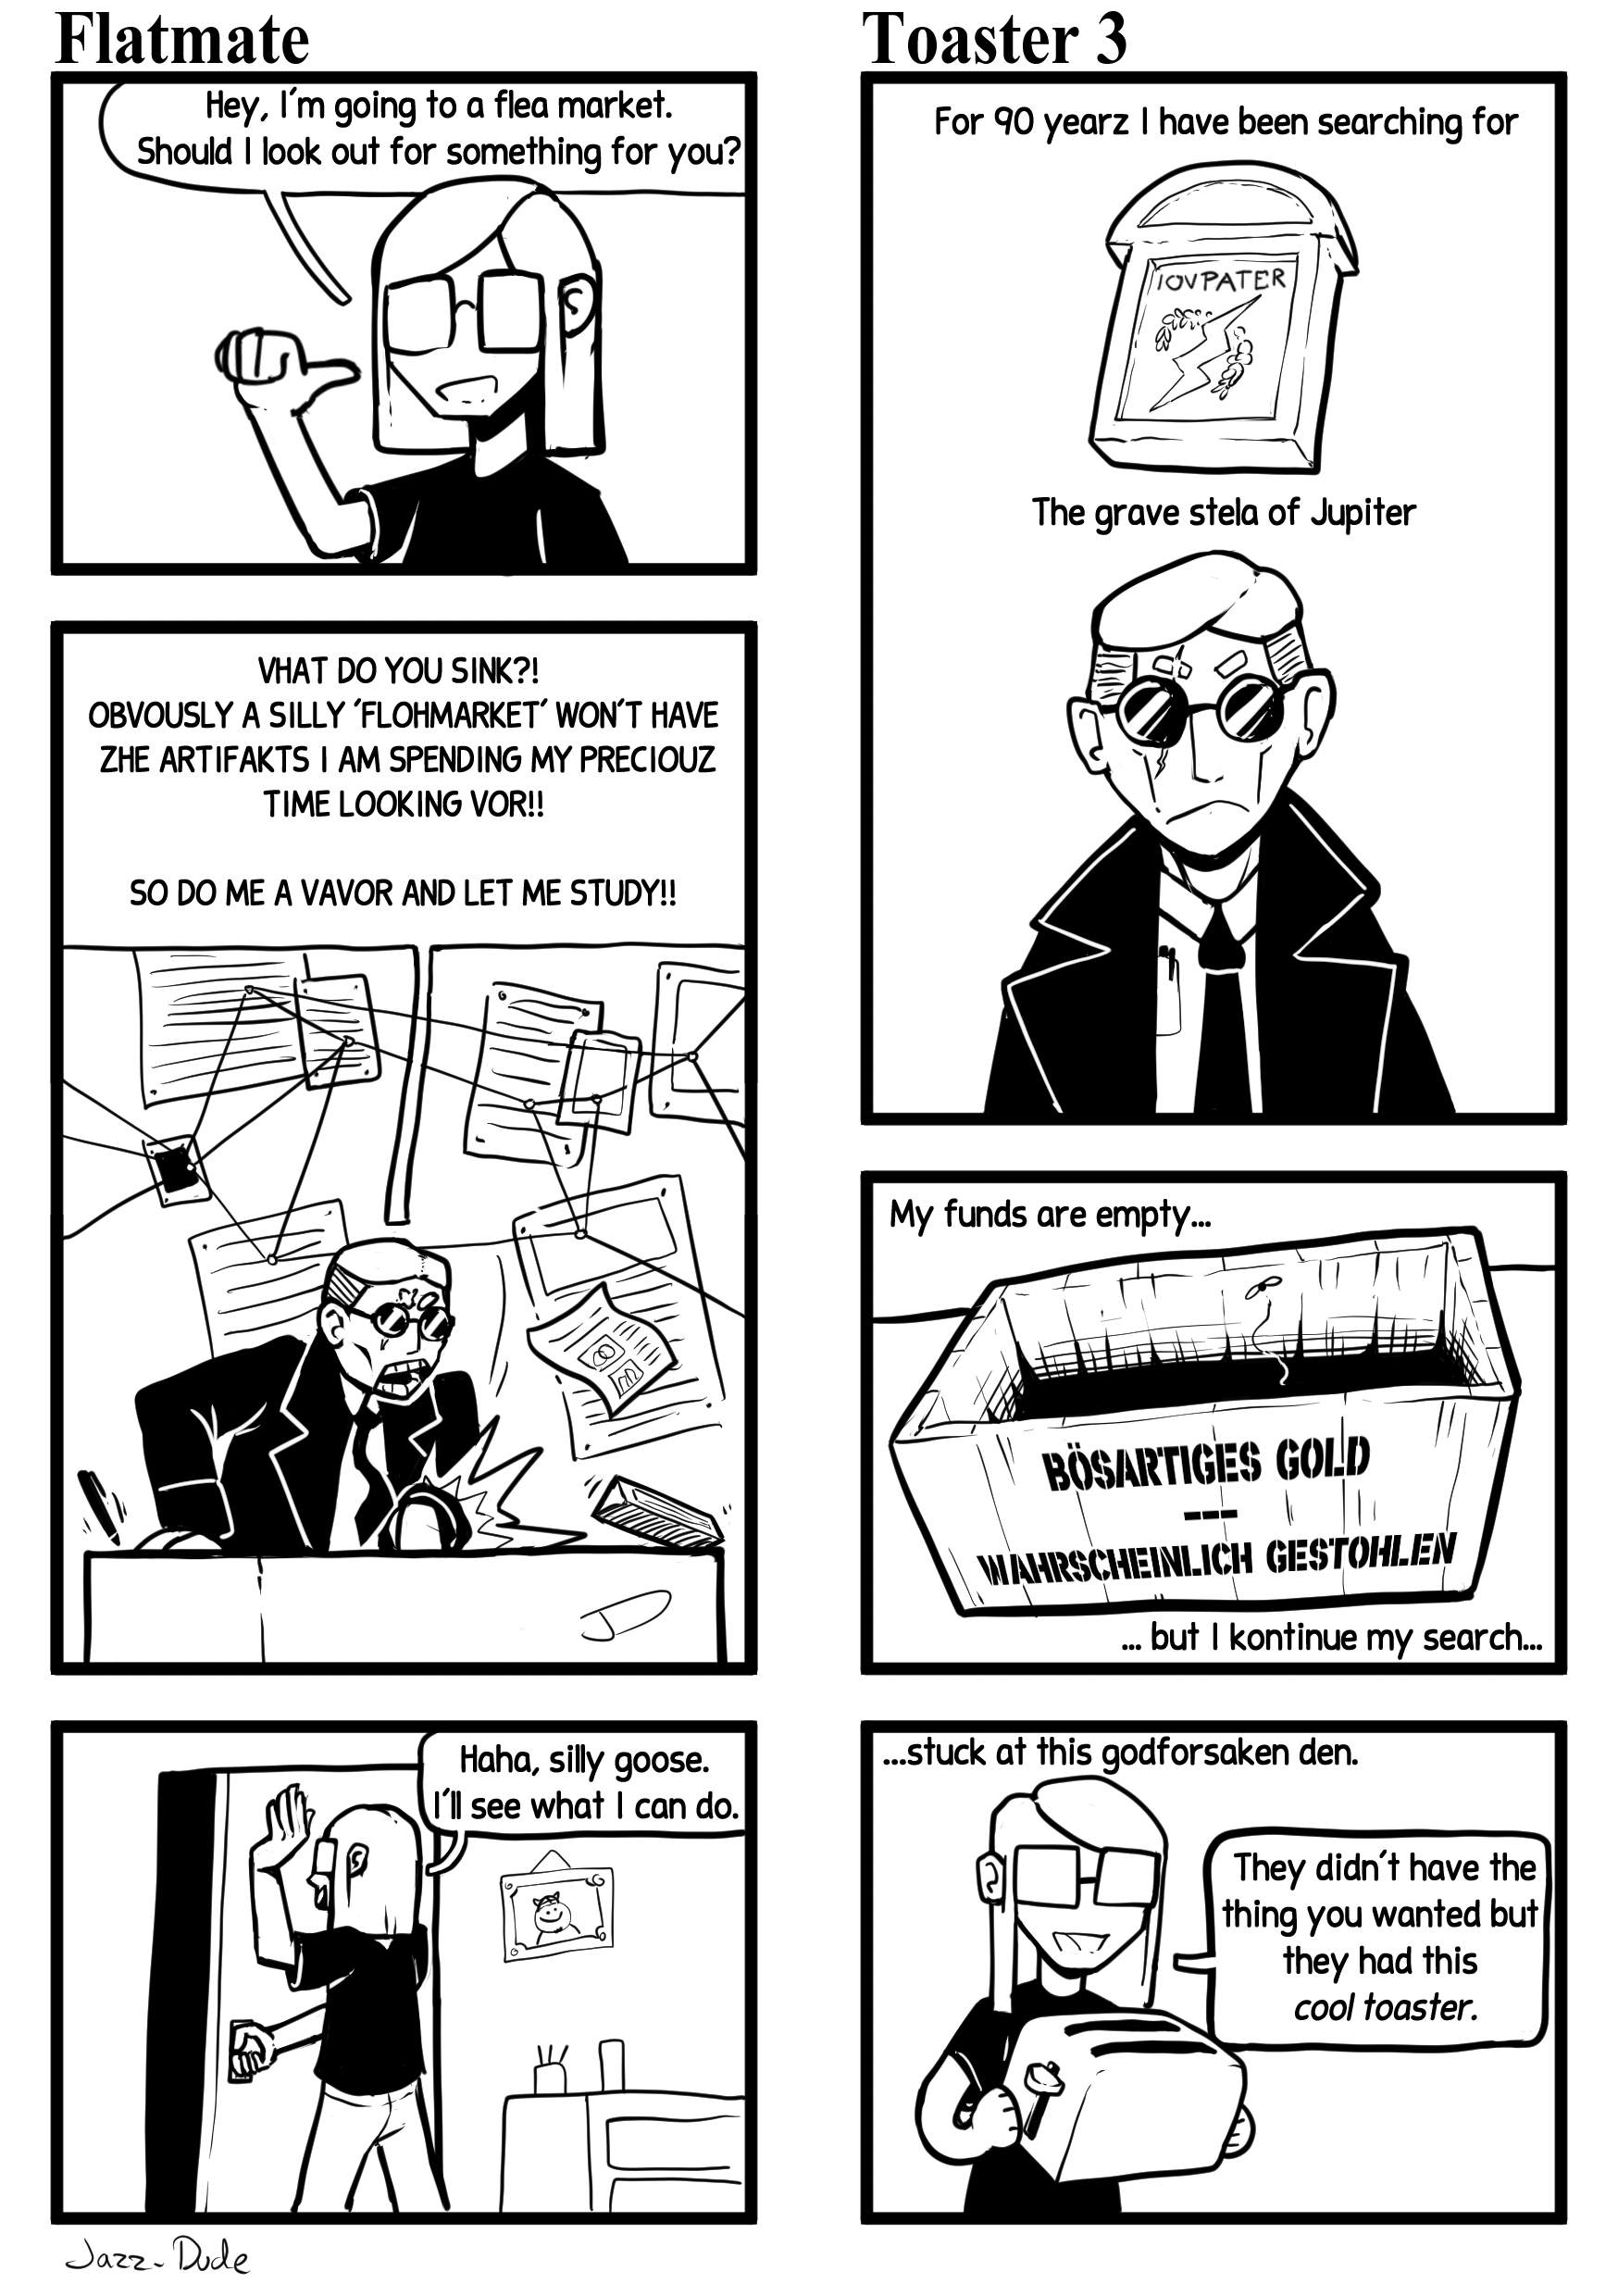 Flatmate
Hey, I'm going to a flea market.
Should I look out for something for you?
VHAT DO YOU SINK?!
OBVOUSLY A SILLY 'FLOHMARKET' WON'T HAVE
ZHE ARTIFAKTS I AM SPENDING MY PRECIOUZ
TIME LOOKING VOR!!
SO DO ME A VAVOR AND LET ME STUDY!!
Haha, silly goose.
I'll see what I can do.
Toaster 3
For 90 yearz I have been searching for
IOVPATER
The grave stela of Jupiter
My funds are empty...
BÖSARTIGES GOLD
---
WAHRSCHEINLICH GESTOHLEN
... but I kontinue my search...
...stuck at this godforsaken den.
They didn't have the
thing you wanted but
they had this
cool toaster.
Jazz-Dude